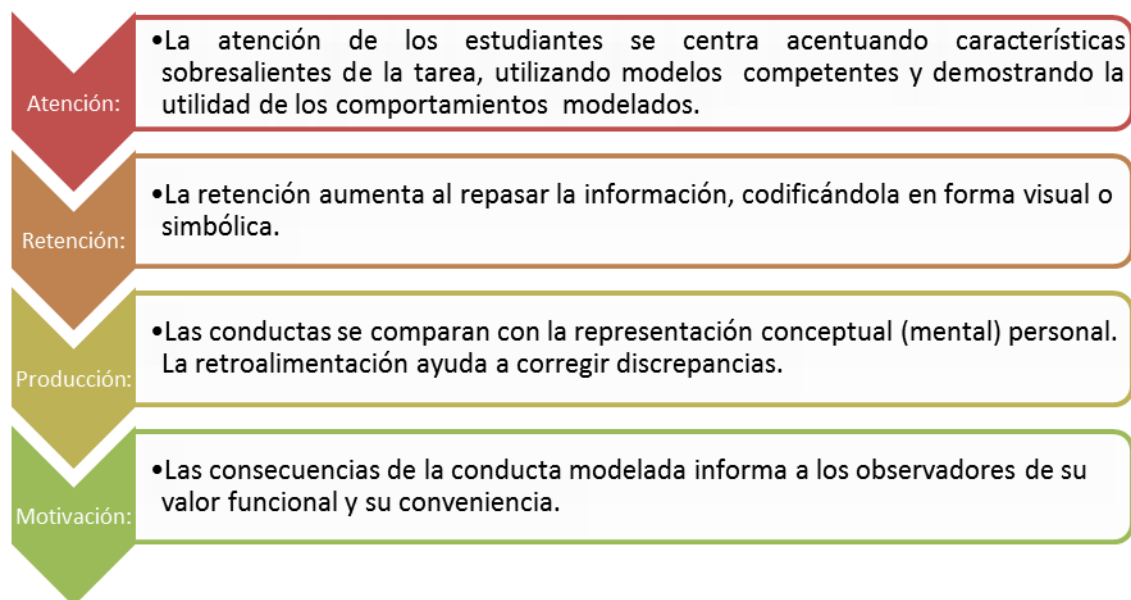 Atención:
•La atención de los estudiantes se centra acentuando características
sobresalientes de la tarea, utilizando modelos competentes y demostrando la
utilidad de los comportamientos modelados.
Retención:
•La retención aumenta al repasar la información, codificándola en forma visual o
simbólica.
Producción:
•Las conductas se comparan con la representación conceptual (mental) personal.
La retroalimentación ayuda a corregir discrepancias.
Motivación:
•Las consecuencias de la conducta modelada informa a los observadores de su
valor funcional y su conveniencia.